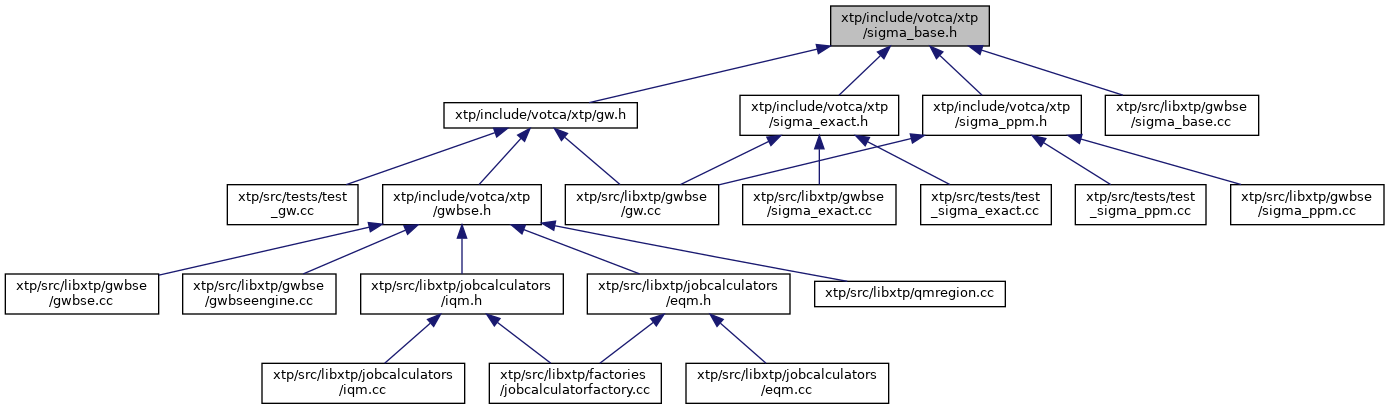 xtp/include/votca/xtp
/sigma_base.h
xtp/include/votca/xtp/gw.h
xtp/include/votca/xtp
/sigma_exact.h
xtp/include/votca/xtp
/sigma_ppm.h
xtp/src/libxtp/gwbse
/sigma_base.cc
xtp/src/tests/test
_gw.cc
xtp/include/votca/xtp
/gwbse.h
xtp/src/libxtp/gwbse
/gw.cc
xtp/src/libxtp/gwbse
/sigma_exact.cc
xtp/src/tests/test
_sigma_exact.cc
xtp/src/tests/test
_sigma_ppm.cc
xtp/src/libxtp/gwbse
/sigma_ppm.cc
xtp/src/libxtp/gwbse
/gwbse.cc
xtp/src/libxtp/gwbse
/gwbseengine.cc
xtp/src/libxtp/jobcalculators
/iqm.h
xtp/src/libxtp/jobcalculators
/eqm.h
xtp/src/libxtp/qmregion.cc
xtp/src/libxtp/jobcalculators
/iqm.cc
xtp/src/libxtp/factories
/jobcalculatorfactory.cc
xtp/src/libxtp/jobcalculators
/eqm.cc